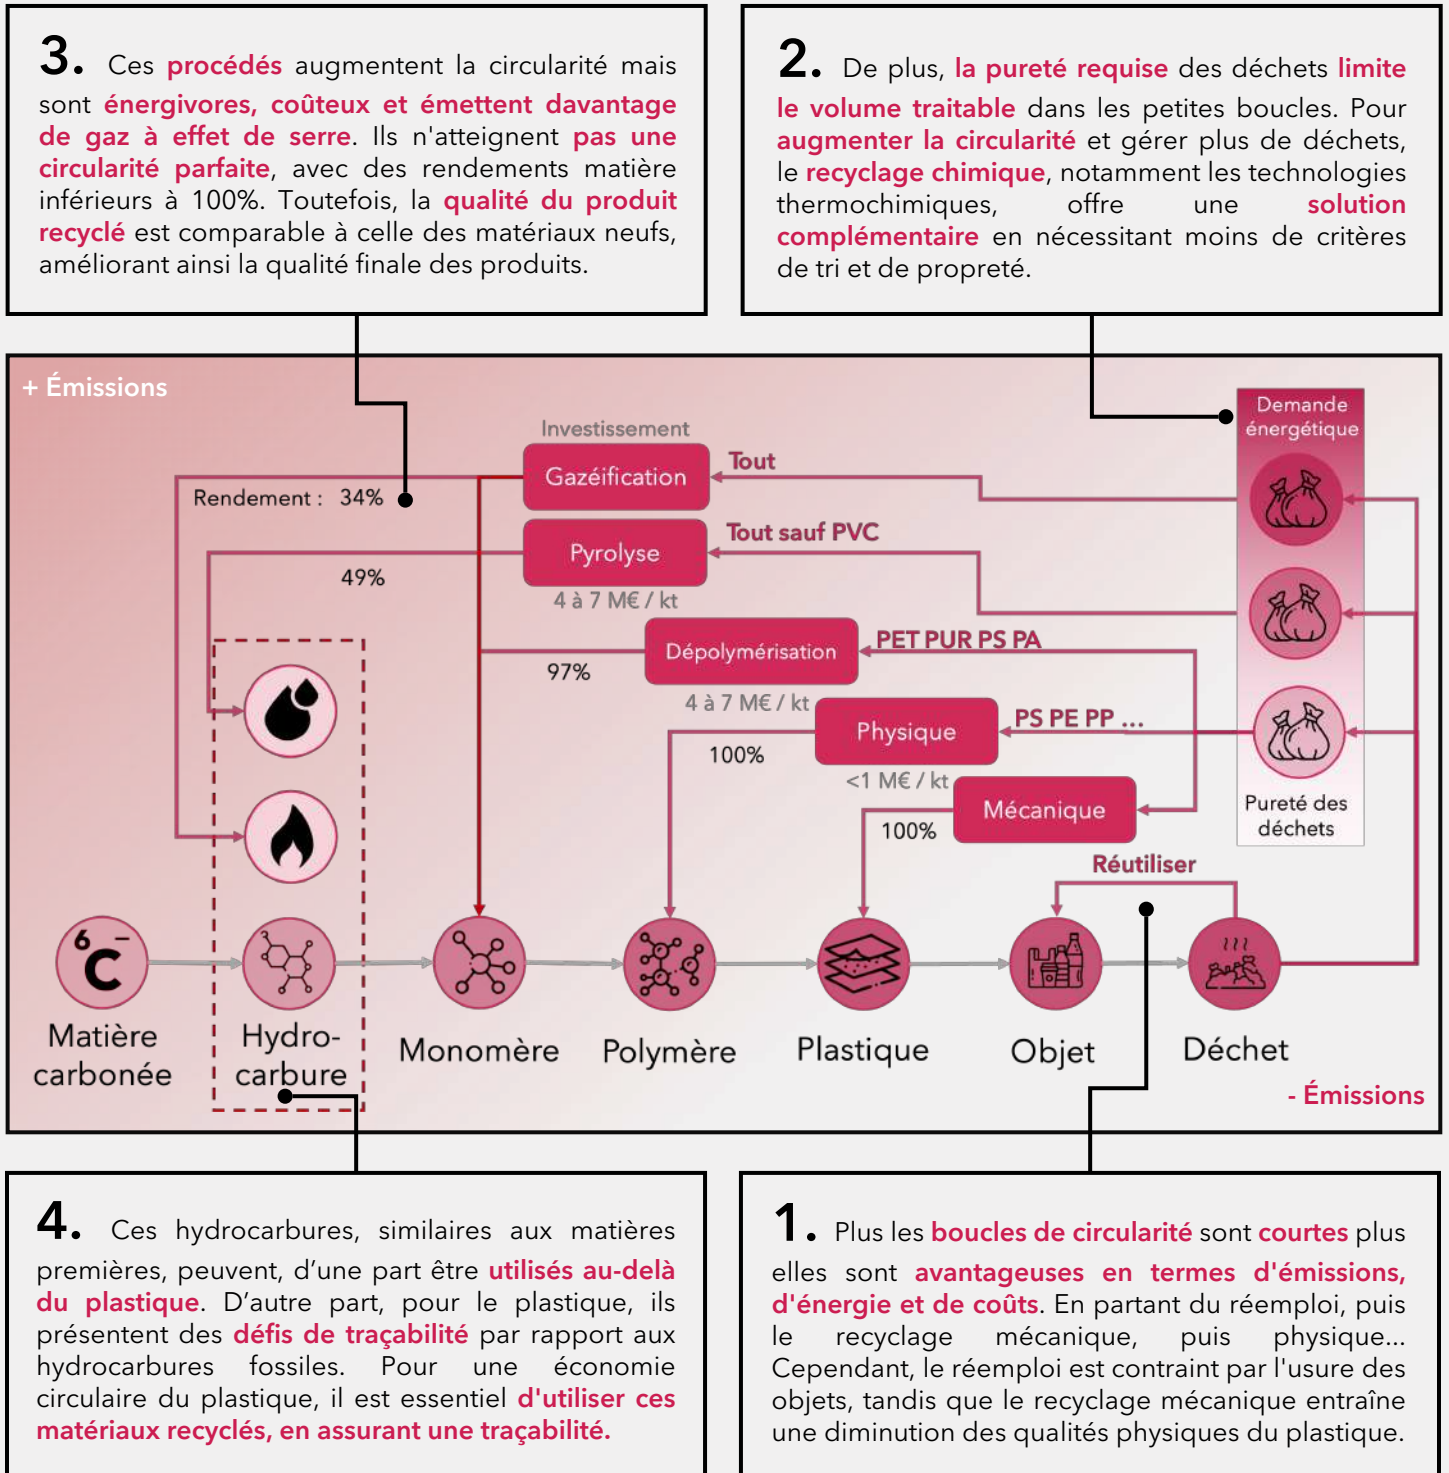 3. Ces procédés augmentent la circularité mais
sont énergivores, coûteux et émettent davantage
de gaz à effet de serre. Ils n'atteignent pas une
circularité parfaite, avec des rendements matière
inférieurs à 100%. Toutefois, la qualité du produit
recyclé est comparable à celle des matériaux neufs,
améliorant ainsi la qualité finale des produits.
2. De plus, la pureté requise des déchets limite
le volume traitable dans les petites boucles. Pour
augmenter la circularité et gérer plus de déchets,
le recyclage chimique, notamment les technologies
thermochimiques, offre une solution
complémentaire en nécessitant moins de critères
de tri et de propreté.
+ Émissions
Demande
énergétique
Investissement
Gazéification
Tout
Rendement : 34%
Pyrolyse
Tout sauf PVC
49%
4 à 7 M€ / kt
Dépolymérisation
PET PUR PS PA
97%
4 à 7 M€ / kt
Physique
PS PE PP ...
100%
<1 M€ / kt
Mécanique
100%
Pureté des
déchets
Réutiliser
6 –
C
Matière
carbonée
Hydro-
carbure
Monomère
Polymère
Plastique
Objet
Déchet
- Émissions
4. Ces hydrocarbures, similaires aux matières
premières, peuvent, d'une part être utilisés au-delà
du plastique. D'autre part, pour le plastique, ils
présentent des défis de traçabilité par rapport aux
hydrocarbures fossiles. Pour une économie
circulaire du plastique, il est essentiel d'utiliser ces
matériaux recyclés, en assurant une traçabilité.
1. Plus les boucles de circularité sont courtes plus
elles sont avantageuses en termes d'émissions,
d'énergie et de coûts. En partant du réemploi, puis
le recyclage mécanique, puis physique...
Cependant, le réemploi est contraint par l'usure des
objets, tandis que le recyclage mécanique entraîne
une diminution des qualités physiques du plastique.